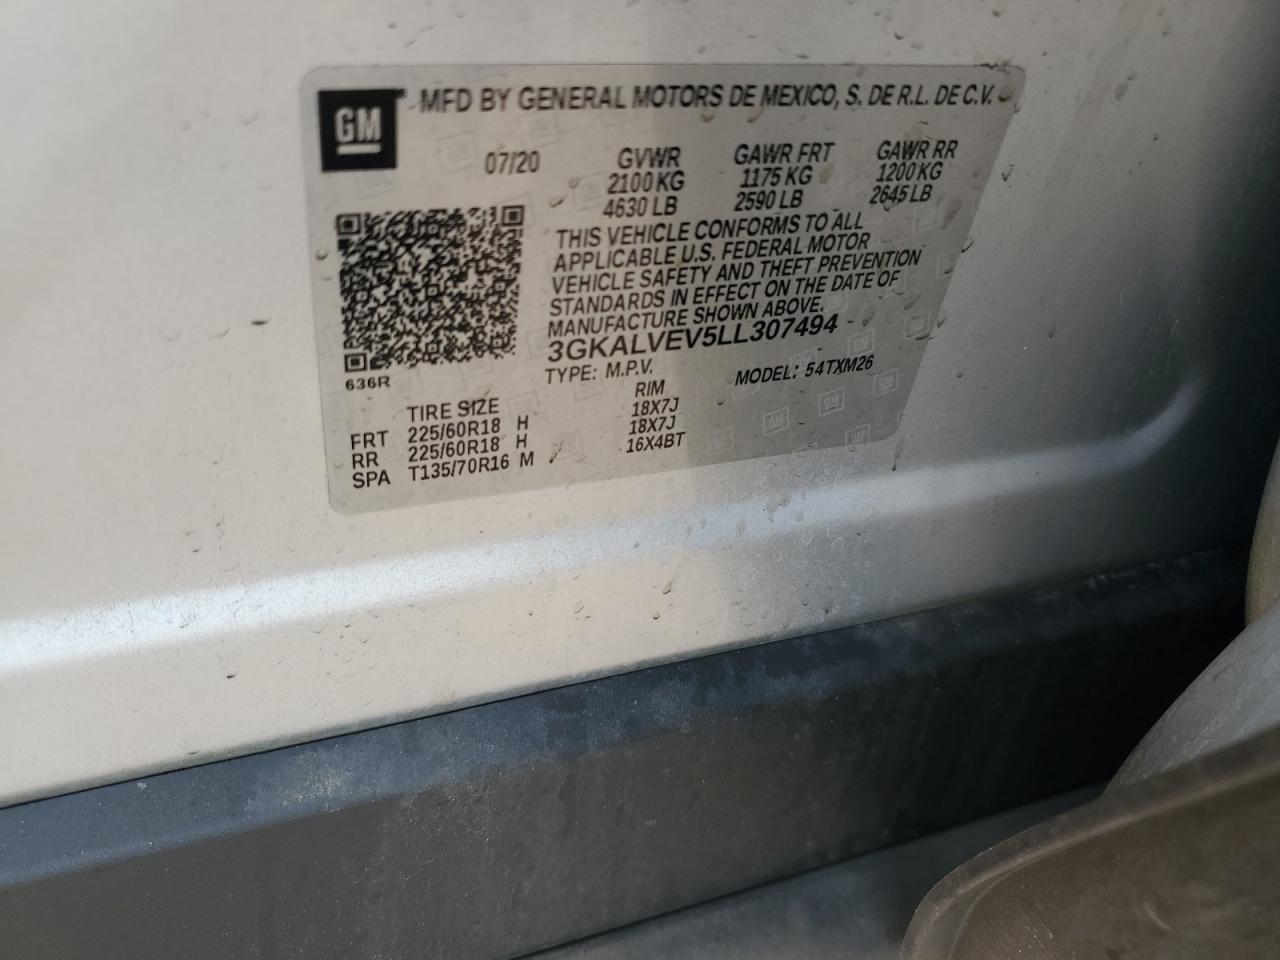 GM
MFD BY GENERAL MOTORS DE MEXICO, S. DE R.L. DE C.V.
07/20 GVWR GAWR FRT GAWR RR
2100 KG 1175 KG 1200 KG
4630 LB 2590 LB 2645 LB
THIS VEHICLE CONFORMS TO ALL
APPLICABLE U.S. FEDERAL MOTOR
VEHICLE SAFETY AND THEFT PREVENTION
STANDARDS IN EFFECT ON THE DATE OF
MANUFACTURE SHOWN ABOVE.
3GKALVEV5LL307494
TYPE: M.P.V. MODEL: 54TXM26
636R
TIRE SIZE RIM
FRT 225/60R18 H 18X7J
RR 225/60R18 H 18X7J
SPA T135/70R16 M 16X4BT